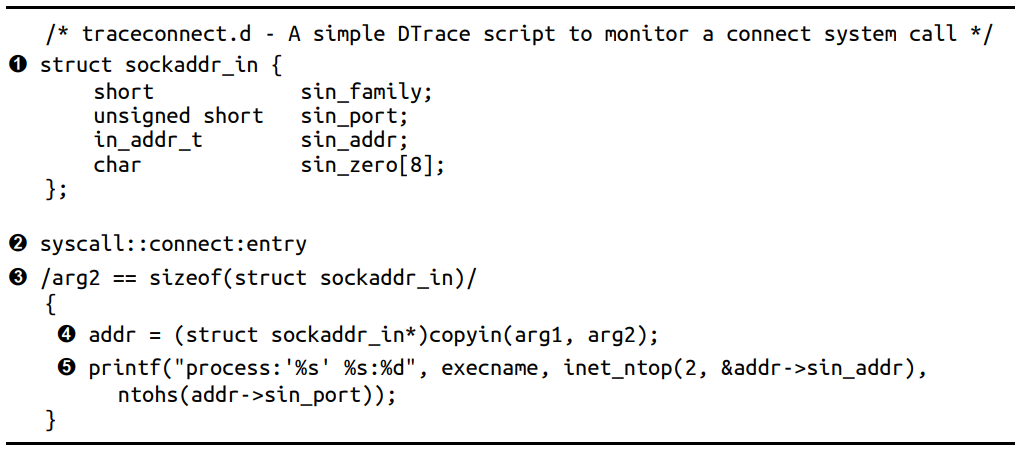 /* traceconnect.d - A simple DTrace script to monitor a connect system call */
❶ struct sockaddr_in {
short sin_family;
unsigned short sin_port;
in_addr_t sin_addr;
char sin_zero[8];
};
❷ syscall::connect:entry
❸ /arg2 == sizeof(struct sockaddr_in)/
{
❹ addr = (struct sockaddr_in*)copyin(arg1, arg2);
❺ printf("process:'%s' %s:%d", execname, inet_ntop(2, &addr->sin_addr),
ntohs(addr->sin_port));
}